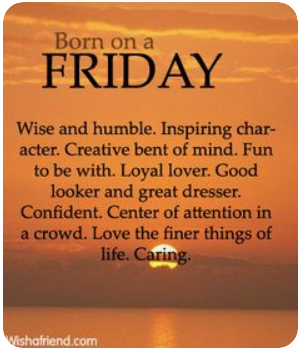 Born on a
FRIDAY
Wise and humble. Inspiring char-
acter. Creative bent of mind. Fun
to be with. Loyal lover. Good
looker and great dresser.
Confident. Center of attention in
a crowd. Love the finer things of
life. Caring.
Wishafriend.com